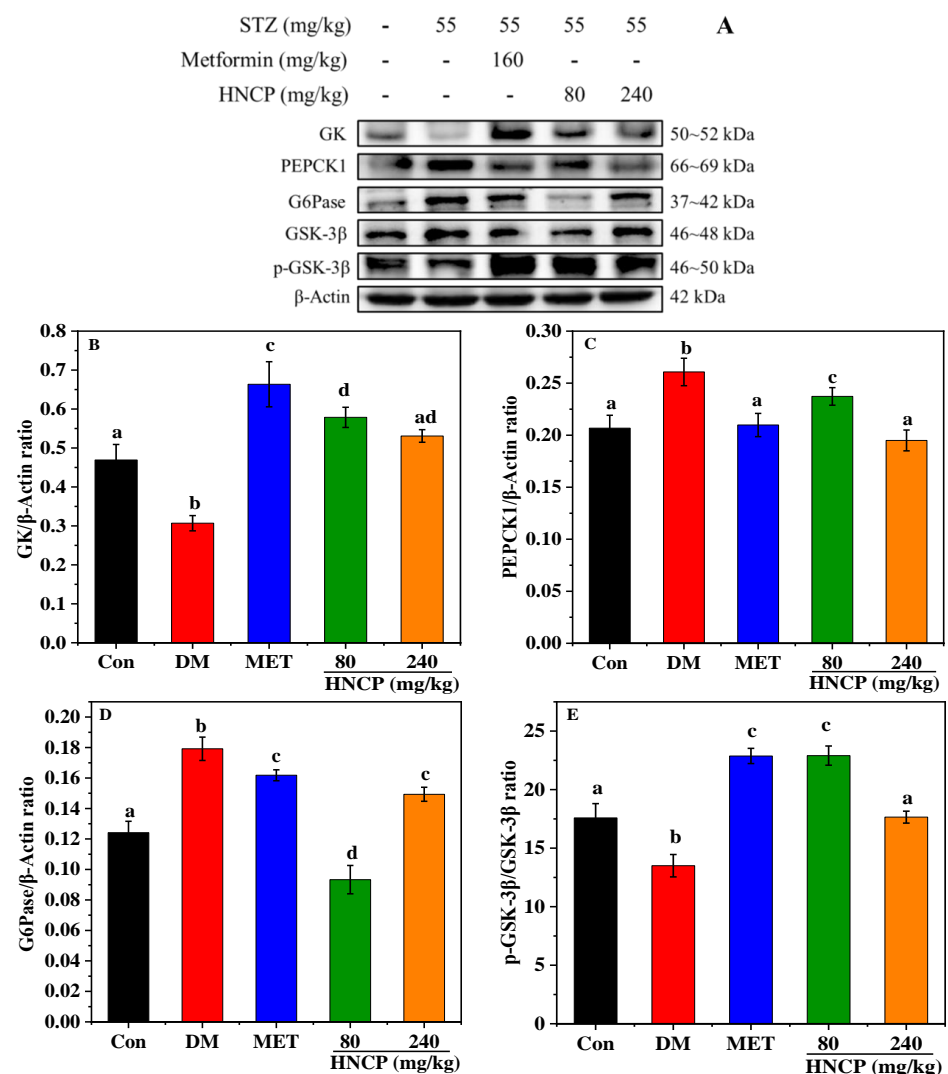 STZ (mg/kg) - 55 55 55 55 A
Metformin (mg/kg) - - 160 - -
HNCP (mg/kg) - - - 80 240
GK 50~52 kDa
PEPCK1 66~69 kDa
G6Pase 37~42 kDa
GSK-3β 46~48 kDa
p-GSK-3β 46~50 kDa
β-Actin 42 kDa
B
GK/β-Actin ratio
0.8
0.7
0.6
0.5
0.4
0.3
0.2
0.1
0.0
a b c d ad
Con DM MET 80 240
HNCP (mg/kg)
C
PEPCK1/β-Actin ratio
0.30
0.25
0.20
0.15
0.10
0.05
0.00
a b a c a
Con DM MET 80 240
HNCP (mg/kg)
D
G6Pase/β-Actin ratio
0.20
0.18
0.16
0.14
0.12
0.10
0.08
0.06
0.04
0.02
0.00
a b c d c
Con DM MET 80 240
HNCP (mg/kg)
E
p-GSK-3β/GSK-3β ratio
25
20
15
10
5
0
a b c c a
Con DM MET 80 240
HNCP (mg/kg)